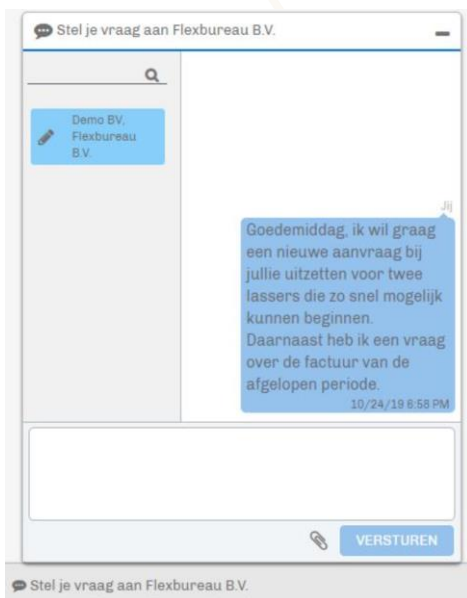 Stel je vraag aan Flexbureau B.V.
Demo BV,
Flexbureau
B.V.
Jij
Goedemiddag, ik wil graag
een nieuwe aanvraag bij
jullie uitzetten voor twee
lassers die zo snel mogelijk
kunnen beginnen.
Daarnaast heb ik een vraag
over de factuur van de
afgelopen periode.
10/24/19 6:58 PM
VERSTUREN
Stel je vraag aan Flexbureau B.V.